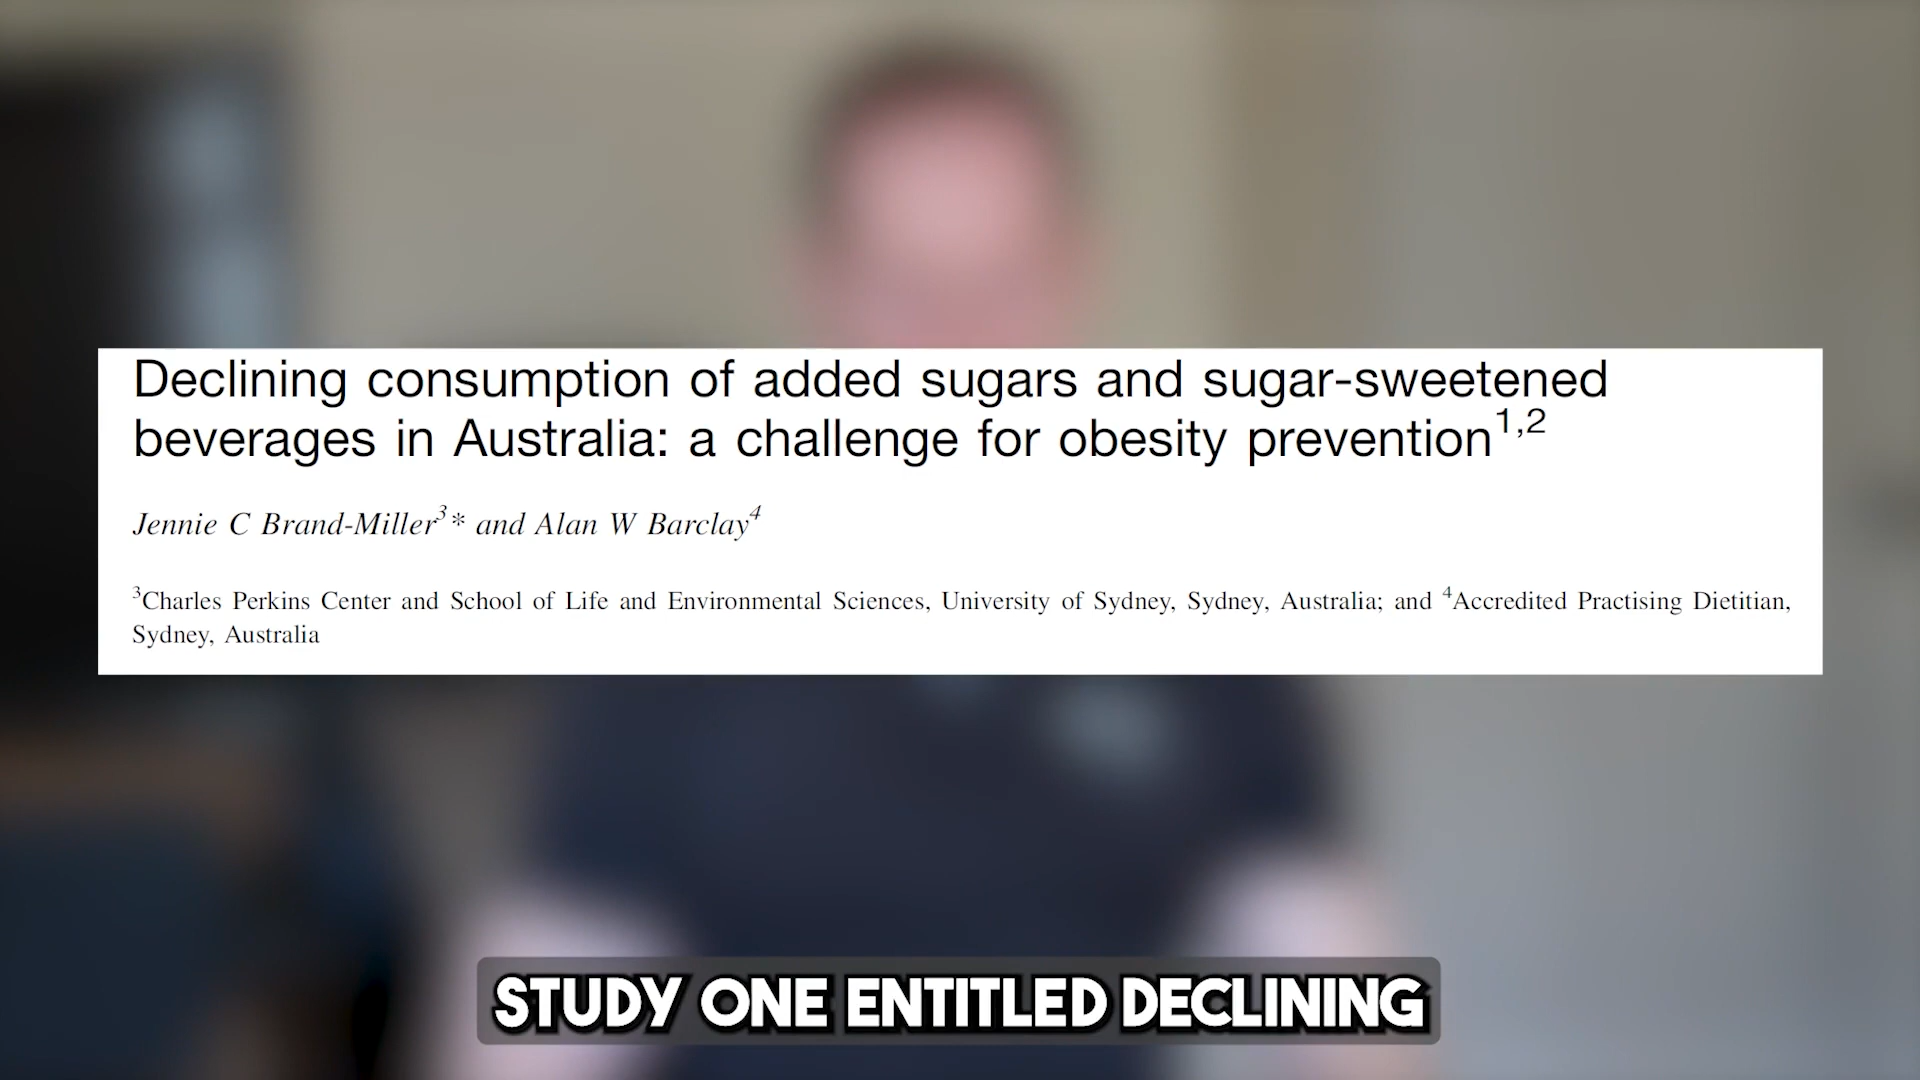 Declining consumption of added sugars and sugar-sweetened
beverages in Australia: a challenge for obesity prevention1,2
Jennie C Brand-Miller3* and Alan W Barclay4
3Charles Perkins Center and School of Life and Environmental Sciences, University of Sydney, Sydney, Australia; and 4Accredited Practising Dietitian,
Sydney, Australia
STUDY ONE ENTITLED DECLINING